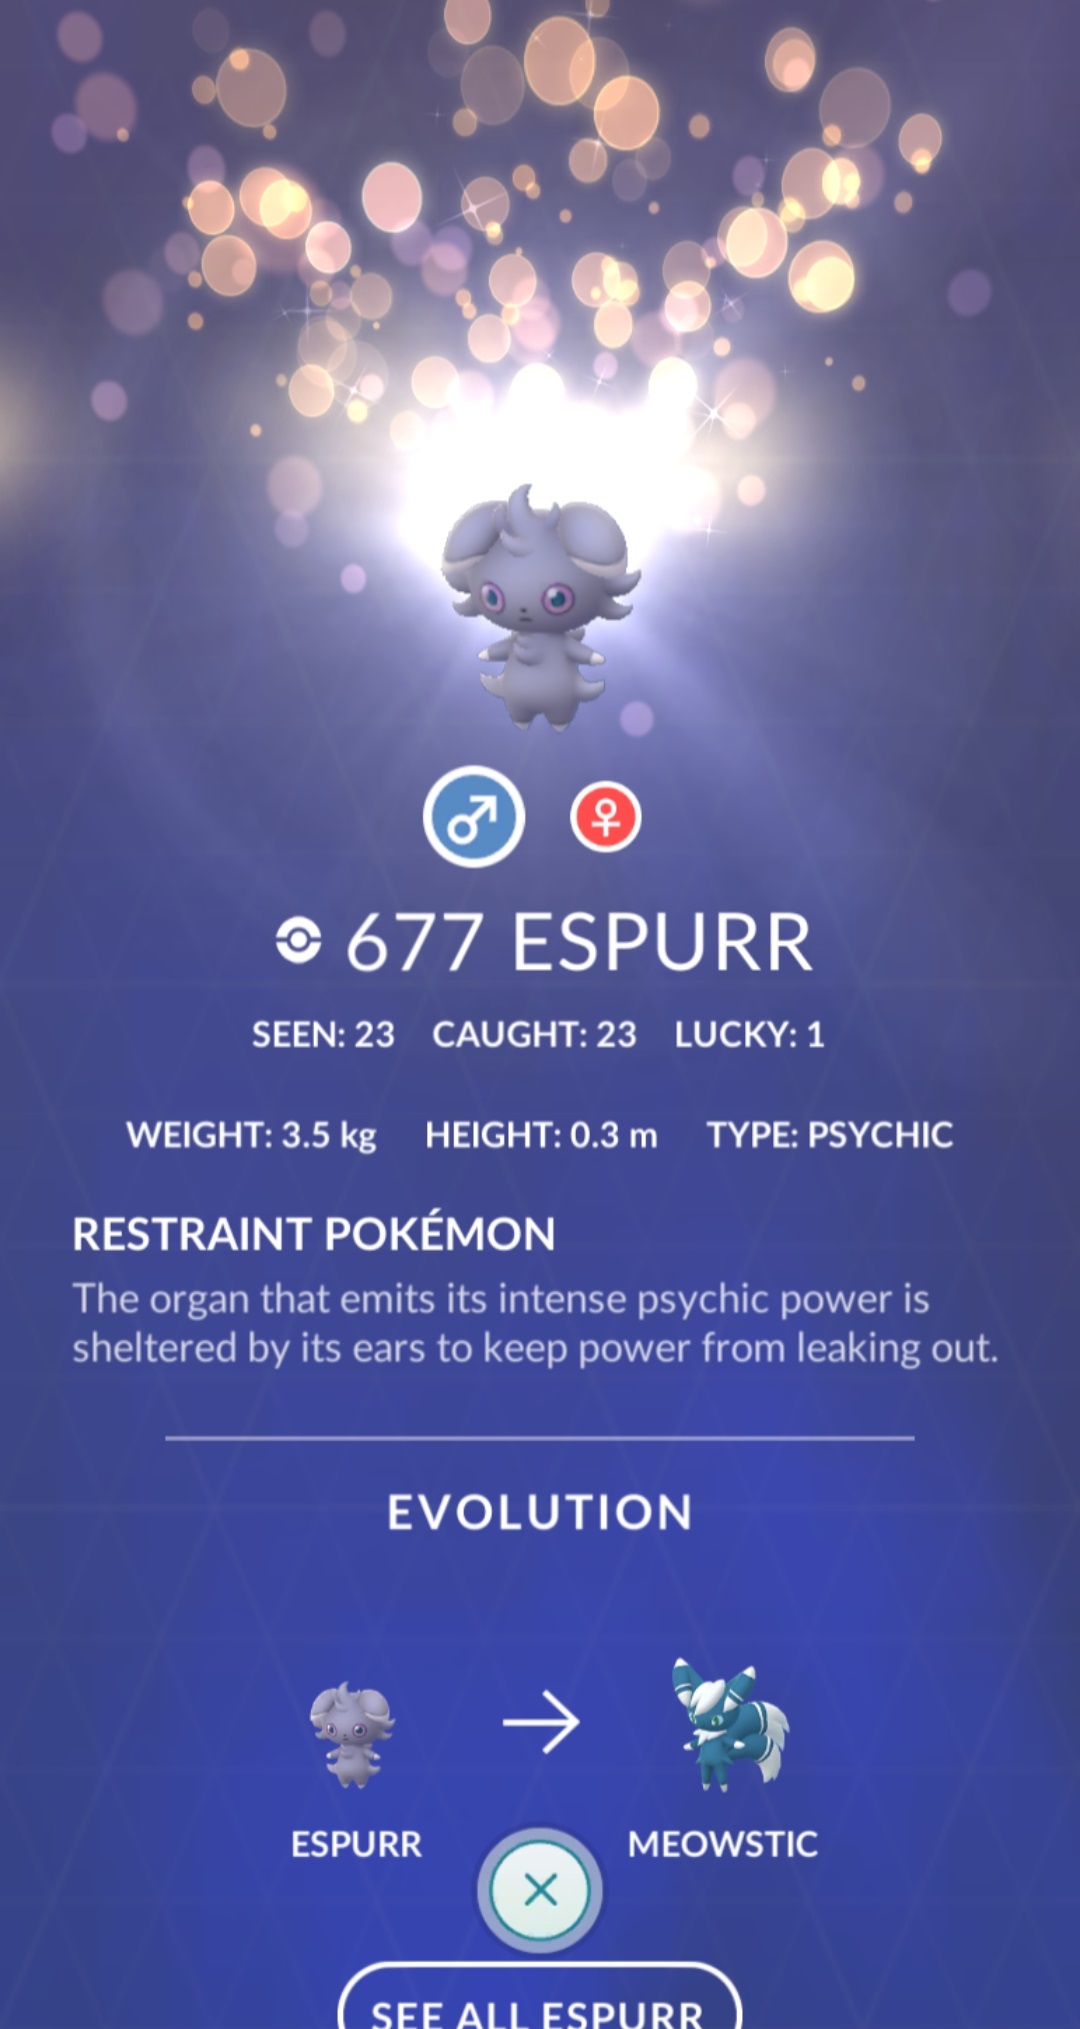 677 ESPURR
SEEN: 23 CAUGHT: 23 LUCKY: 1
WEIGHT: 3.5 kg HEIGHT: 0.3 m TYPE: PSYCHIC
RESTRAINT POKÉMON
The organ that emits its intense psychic power is
sheltered by its ears to keep power from leaking out.
EVOLUTION
ESPURR MEOWSTIC
SEE ALL ESPURR